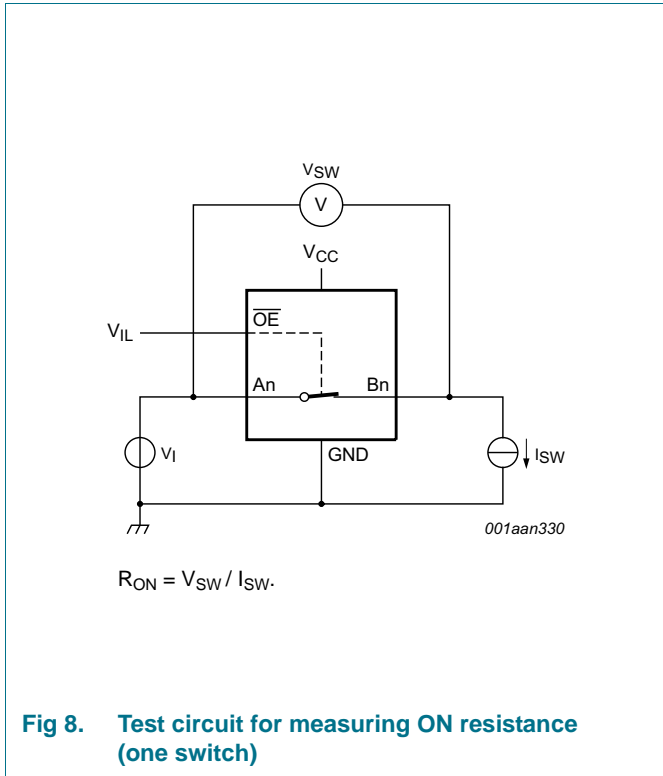 VSW
V
VCC
OE
VIL
An
Bn
VI
GND
ISW
001aan330
RON = VSW / ISW.
Fig 8. Test circuit for measuring ON resistance
(one switch)